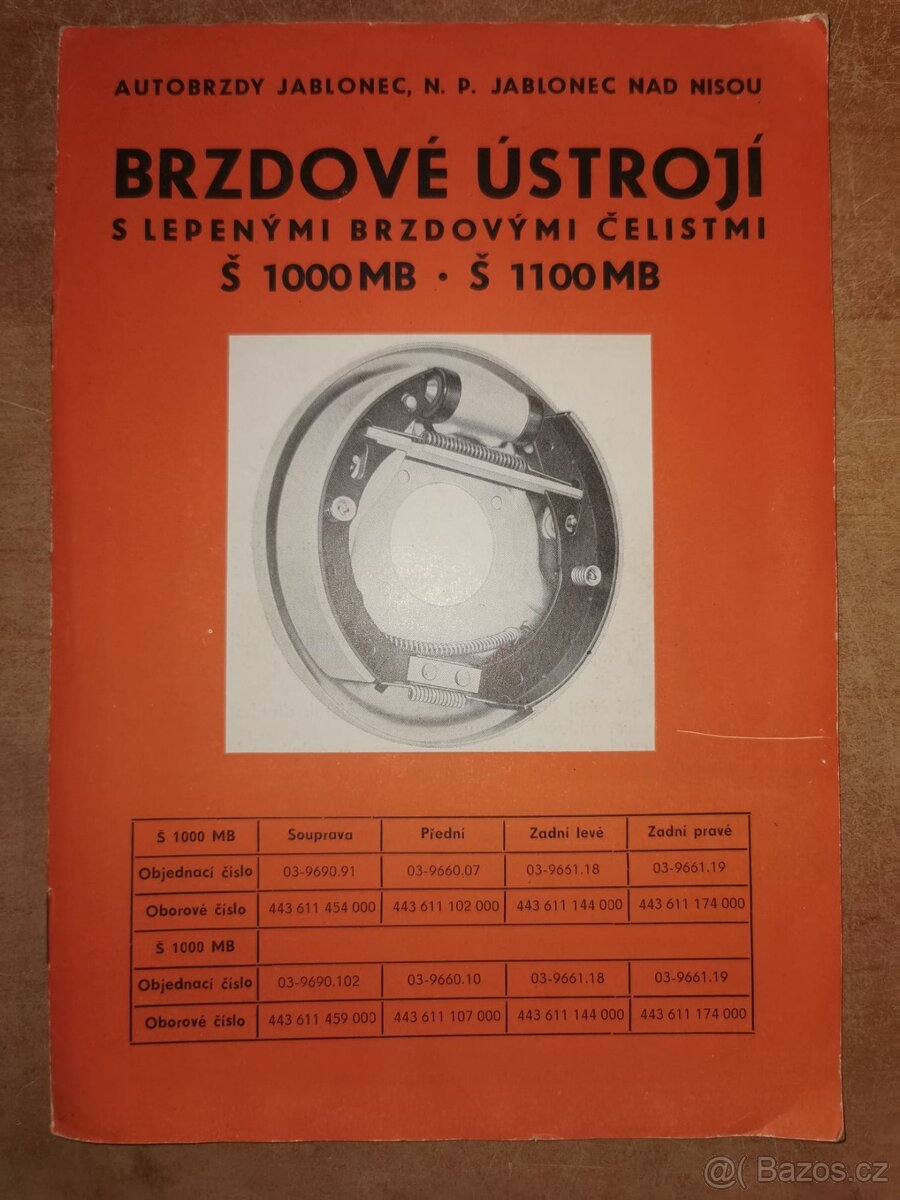 AUTOBRZDY JABLONEC, N. P. JABLONEC NAD NISOU
BRZDOVÉ ÚSTROJÍ
S LEPENÝMI BRZDOVÝMI ČELISTMI
Š 1000 MB • Š 1100 MB
Š 1000 MB Souprava Přední Zadní levé Zadní pravé
Objednací číslo 03-9690.91 03-9660.07 03-9661.18 03-9661.19
Oborové číslo 443 611 454 000 443 611 102 000 443 611 144 000 443 611 174 000
Š 1000 MB
Objednací číslo 03-9690.102 03-9660.10 03-9661.18 03-9661.19
Oborové číslo 443 611 459 000 443 611 107 000 443 611 144 000 443 611 174 000
@( Bazos.cz